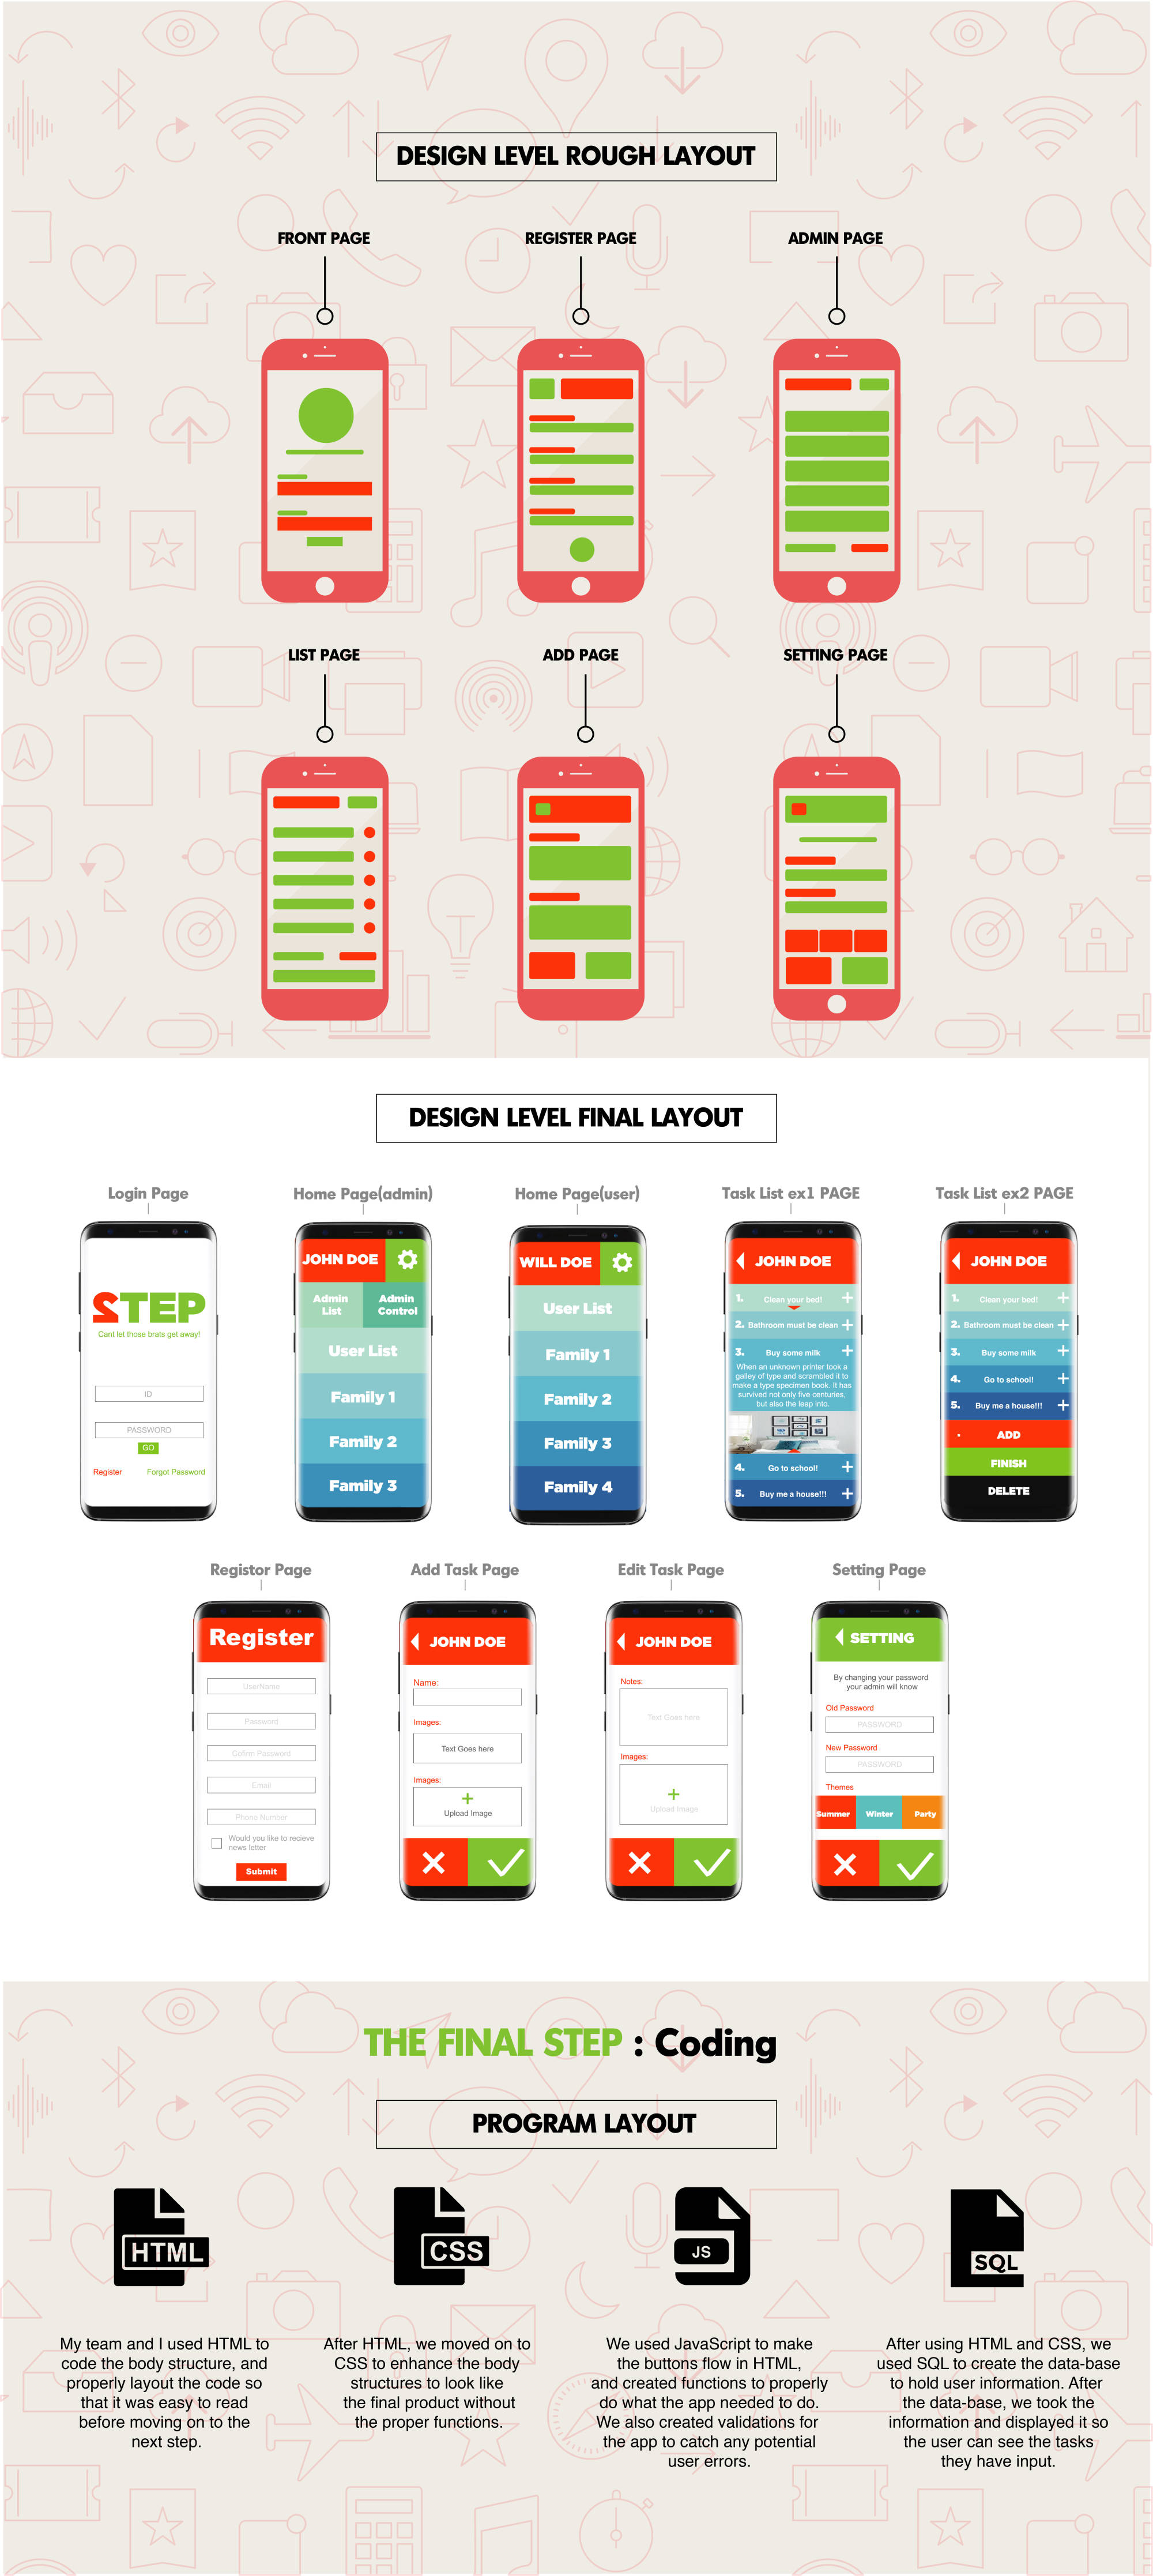 DESIGN LEVEL ROUGH LAYOUT
FRONT PAGE
REGISTER PAGE
ADMIN PAGE
LIST PAGE
ADD PAGE
SETTING PAGE
DESIGN LEVEL FINAL LAYOUT
Login Page
Home Page(admin)
Home Page(user)
Task List ex1 PAGE
Task List ex2 PAGE
STEP
Cant let those brats get away!
ID
PASSWORD
GO
Register
Forgot Password
JOHN DOE
Admin
List
Admin
Control
User List
Family 1
Family 2
Family 3
WILL DOE
User List
Family 1
Family 2
Family 3
Family 4
JOHN DOE
1. Clean your bed! +
2. Bathroom must be clean +
3. Buy some milk +
When an unknown printer took a
galley of type and scrambled it to
make a type specimen book. It has
survived not only five centuries,
but also the leap into.
4. Go to school! +
5. Buy me a house!!! +
JOHN DOE
1. Clean your bed! +
2. Bathroom must be clean +
3. Buy some milk +
4. Go to school! +
5. Buy me a house!!! +
ADD
FINISH
DELETE
Registor Page
Add Task Page
Edit Task Page
Setting Page
Register
UserName
Password
Cofirm Password
Email
Phone Number
Would you like to recieve
news letter
Submit
JOHN DOE
Name:
Images:
Text Goes here
Images:
+
Upload Image
JOHN DOE
Notes:
Text Goes here
Images:
+
Upload Image
SETTING
By changing your password
your admin will know
Old Password
PASSWORD
New Password
PASSWORD
Themes
Summer
Winter
Party
THE FINAL STEP : Coding
PROGRAM LAYOUT
HTML
CSS
JS
SQL
My team and I used HTML to
code the body structure, and
properly layout the code so
that it was easy to read
before moving on to the
next step.
After HTML, we moved on to
CSS to enhance the body
structures to look like
the final product without
the proper functions.
We used JavaScript to make
the buttons flow in HTML,
and created functions to properly
do what the app needed to do.
We also created validations for
the app to catch any potential
user errors.
After using HTML and CSS, we
used SQL to create the data-base
to hold user information. After
the data-base, we took the
information and displayed it so
the user can see the tasks
they have input.